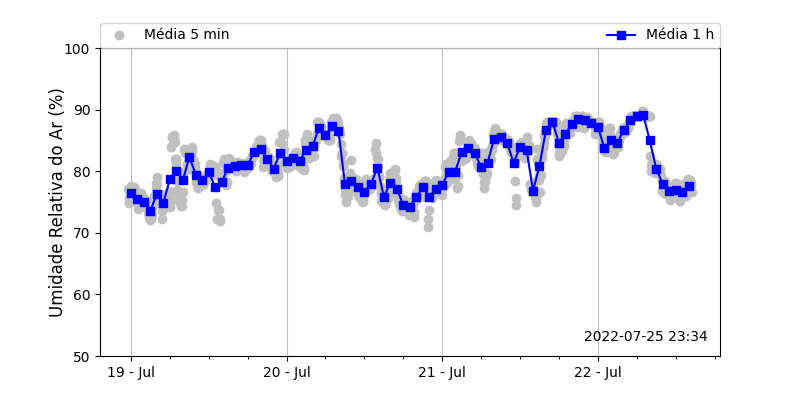 Média 5 min
Média 1 h
Umidade Relativa do Ar (%)
100
90
80
70
60
50
2022-07-25 23:34
19 - Jul
20 - Jul
21 - Jul
22 - Jul